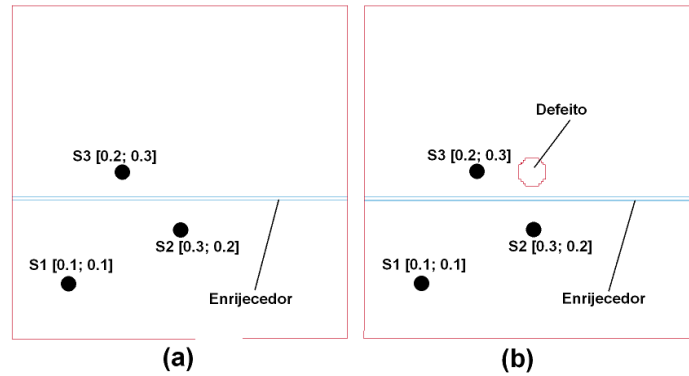 S3 [0.2; 0.3]
S2 [0.3; 0.2]
S1 [0.1; 0.1]
Enrijecedor
(a)
Defeito
S3 [0.2; 0.3]
S2 [0.3; 0.2]
S1 [0.1; 0.1]
Enrijecedor
(b)